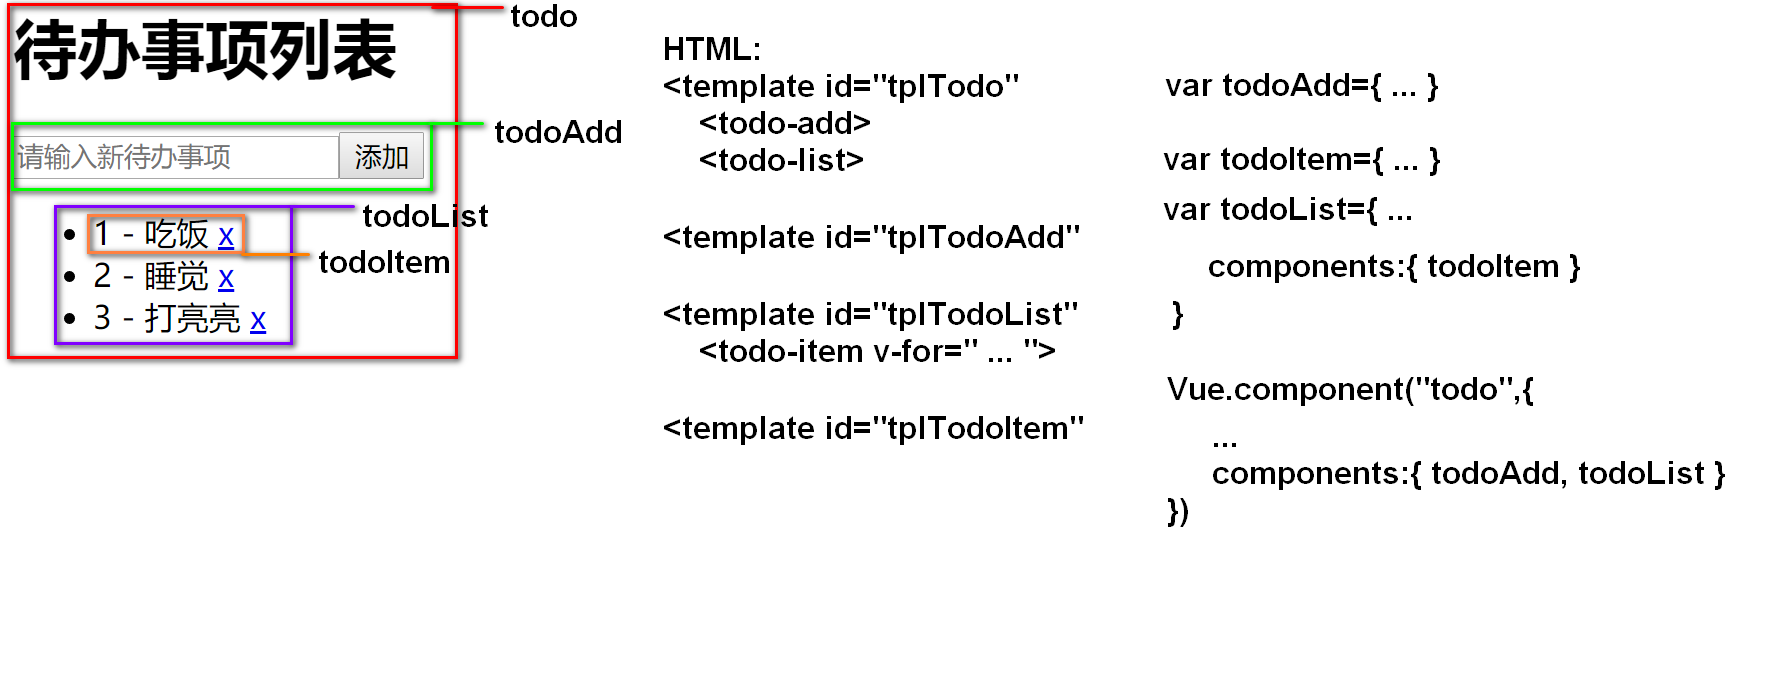 待办事项列表
todo
请输入新待办事项
添加
todoAdd
todoList
1 - 吃饭 x
todoItem
2 - 睡觉 x
3 - 打亮亮 x
HTML:
<template id="tplTodo"
<todo-add>
<todo-list>
<template id="tplTodoAdd"
<template id="tplTodoList"
<todo-item v-for=" ... ">
<template id="tplTodoItem"
var todoAdd={ ... }
var todoItem={ ... }
var todoList={ ...
components:{ todoItem }
}
Vue.component("todo",{
...
components:{ todoAdd, todoList }
})